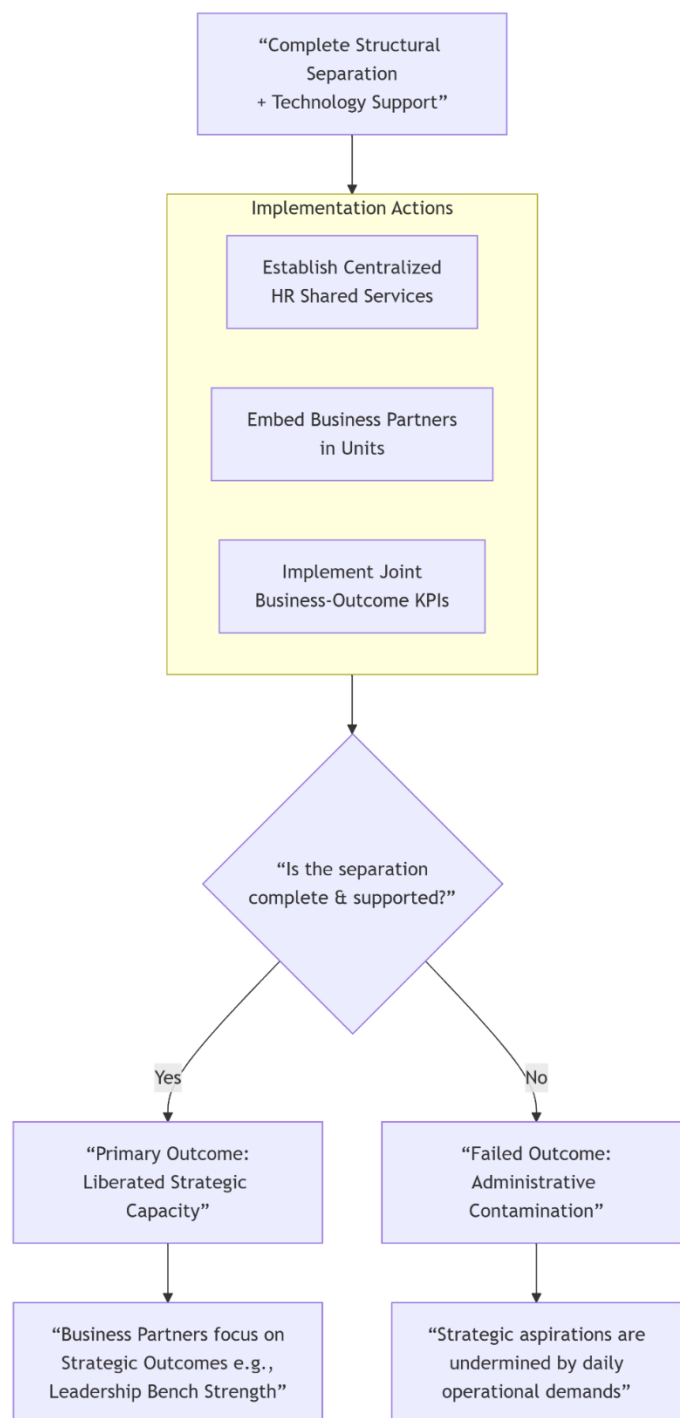 “Complete Structural
Separation
+ Technology Support”
Implementation Actions
Establish Centralized
HR Shared Services
Embed Business Partners
in Units
Implement Joint
Business-Outcome KPIs
“Is the separation
complete & supported?“
Yes
No
“Primary Outcome:
Liberated Strategic
Capacity”
“Failed Outcome:
Administrative
Contamination”
“Business Partners focus on
Strategic Outcomes e.g.,
Leadership Bench Strength”
“Strategic aspirations are
undermined by daily
operational demands”